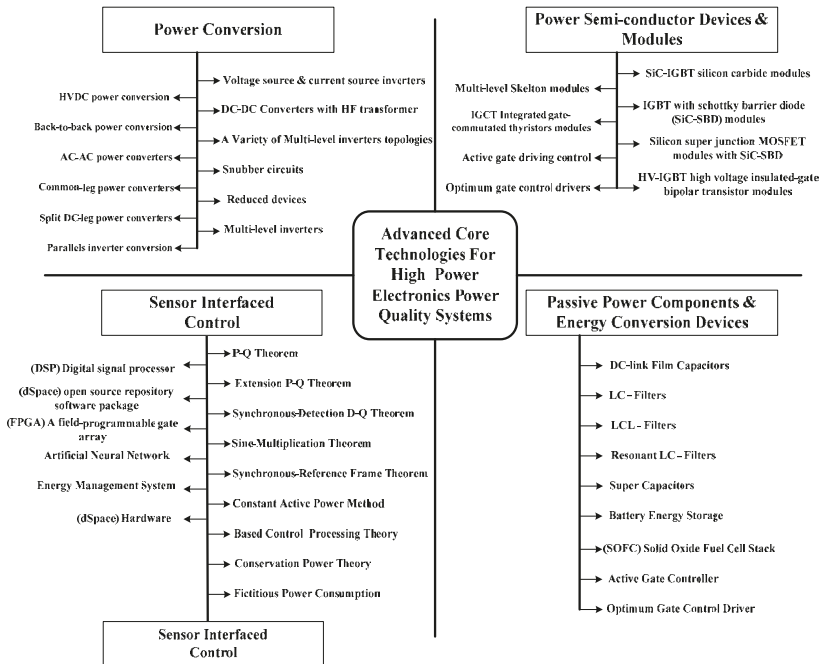 Power Conversion
Voltage source & current source inverters
HVDC power conversion
DC-DC Converters with HF transformer
Back-to-back power conversion
A Variety of Multi-level inverters topologies
AC-AC power converters
Snubber circuits
Common-leg power converters
Reduced devices
Split DC-leg power converters
Multi-level inverters
Parallels inverter conversion
Power Semi-conductor Devices &
Modules
SiC-IGBT silicon carbide modules
Multi-level Skelton modules
IGBT with schottky barrier diode
(SiC-SBD) modules
IGCT Integrated gate-
commutated thyristors modules
Silicon super junction MOSFET
modules with SiC-SBD
Active gate driving control
HV-IGBT high voltage insulated-gate
bipolar transistor modules
Optimum gate control drivers
Advanced Core
Technologies For
High Power
Electronics Power
Quality Systems
Sensor Interfaced
Control
P-Q Theorem
(DSP) Digital signal processor
Extension P-Q Theorem
(dSpace) open source repository
software package
Synchronous-Detection D-Q Theorem
(FPGA) A field-programmable gate
array
Sine-Multiplication Theorem
Artificial Neural Network
Synchronous-Reference Frame Theorem
Energy Management System
Constant Active Power Method
(dSpace) Hardware
Based Control Processing Theory
Conservation Power Theory
Fictitious Power Consumption
Sensor Interfaced
Control
Passive Power Components &
Energy Conversion Devices
DC-link Film Capacitors
LC – Filters
LCL – Filters
Resonant LC – Filters
Super Capacitors
Battery Energy Storage
(SOFC) Solid Oxide Fuel Cell Stack
Active Gate Controller
Optimum Gate Control Driver